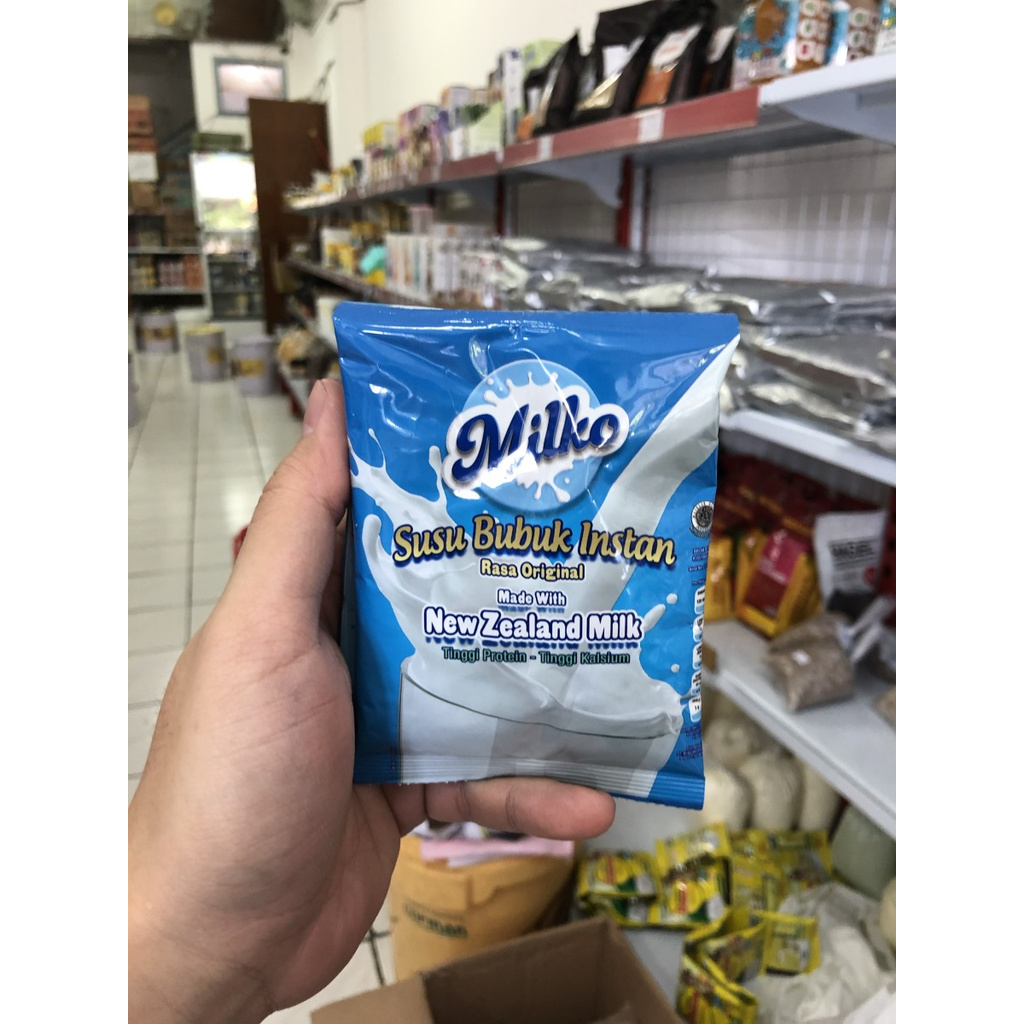 Milko
Susu Bubuk Instan
Rasa Original
Made With
New Zealand Milk
Tinggi Protein - Tinggi Kalsium